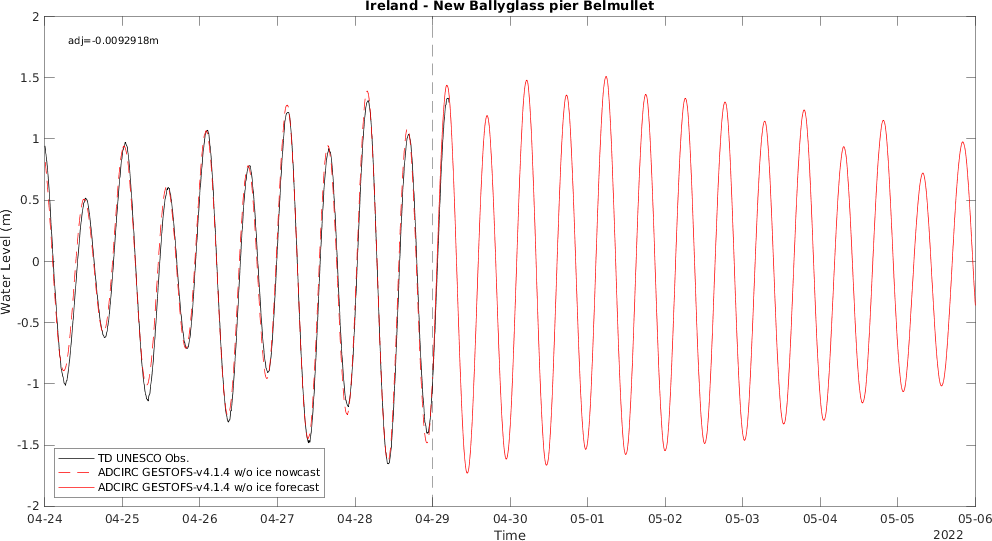 Ireland - New Ballyglass pier Belmullet
adj=-0.0092918m
2
1.5
1
0.5
0
-0.5
-1
-1.5
-2
Water Level (m)
TD UNESCO Obs.
ADCIRC GESTOFS-v4.1.4 w/o ice nowcast
ADCIRC GESTOFS-v4.1.4 w/o ice forecast
04-24 04-25 04-26 04-27 04-28 04-29 04-30 05-01 05-02 05-03 05-04 05-05 05-06
Time
2022